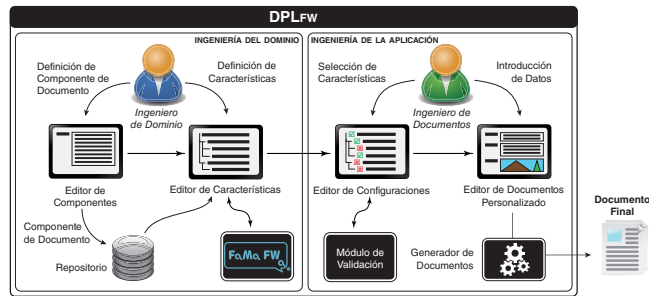 DPLFW
INGENIERÍA DEL DOMINIO
INGENIERÍA DE LA APLICACIÓN
Definición de
Componente de
Documento
Definición de
Características
Ingeniero
de Dominio
Selección de
Características
Introducción
de Datos
Ingeniero de
Documentos
Editor de
Componentes
Editor de Características
Editor de Configuraciones
Editor de Documentos
Personalizado
Componente
de Documento
Repositorio
FaMa FW
Módulo de
Validación
Generador de
Documentos
Documento
Final